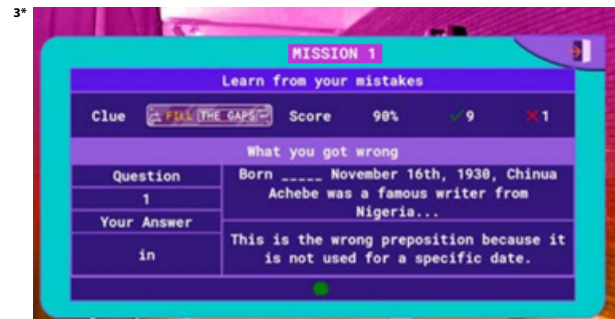 3*
MISSION 1
Learn from your mistakes
Clue FILL THE GAPS Score 90% ✓9 ✕1
What you got wrong
Question
1
Your Answer
in
Born _____ November 16th, 1930, Chinua
Achebe was a famous writer from
Nigeria...
This is the wrong preposition because it
is not used for a specific date.